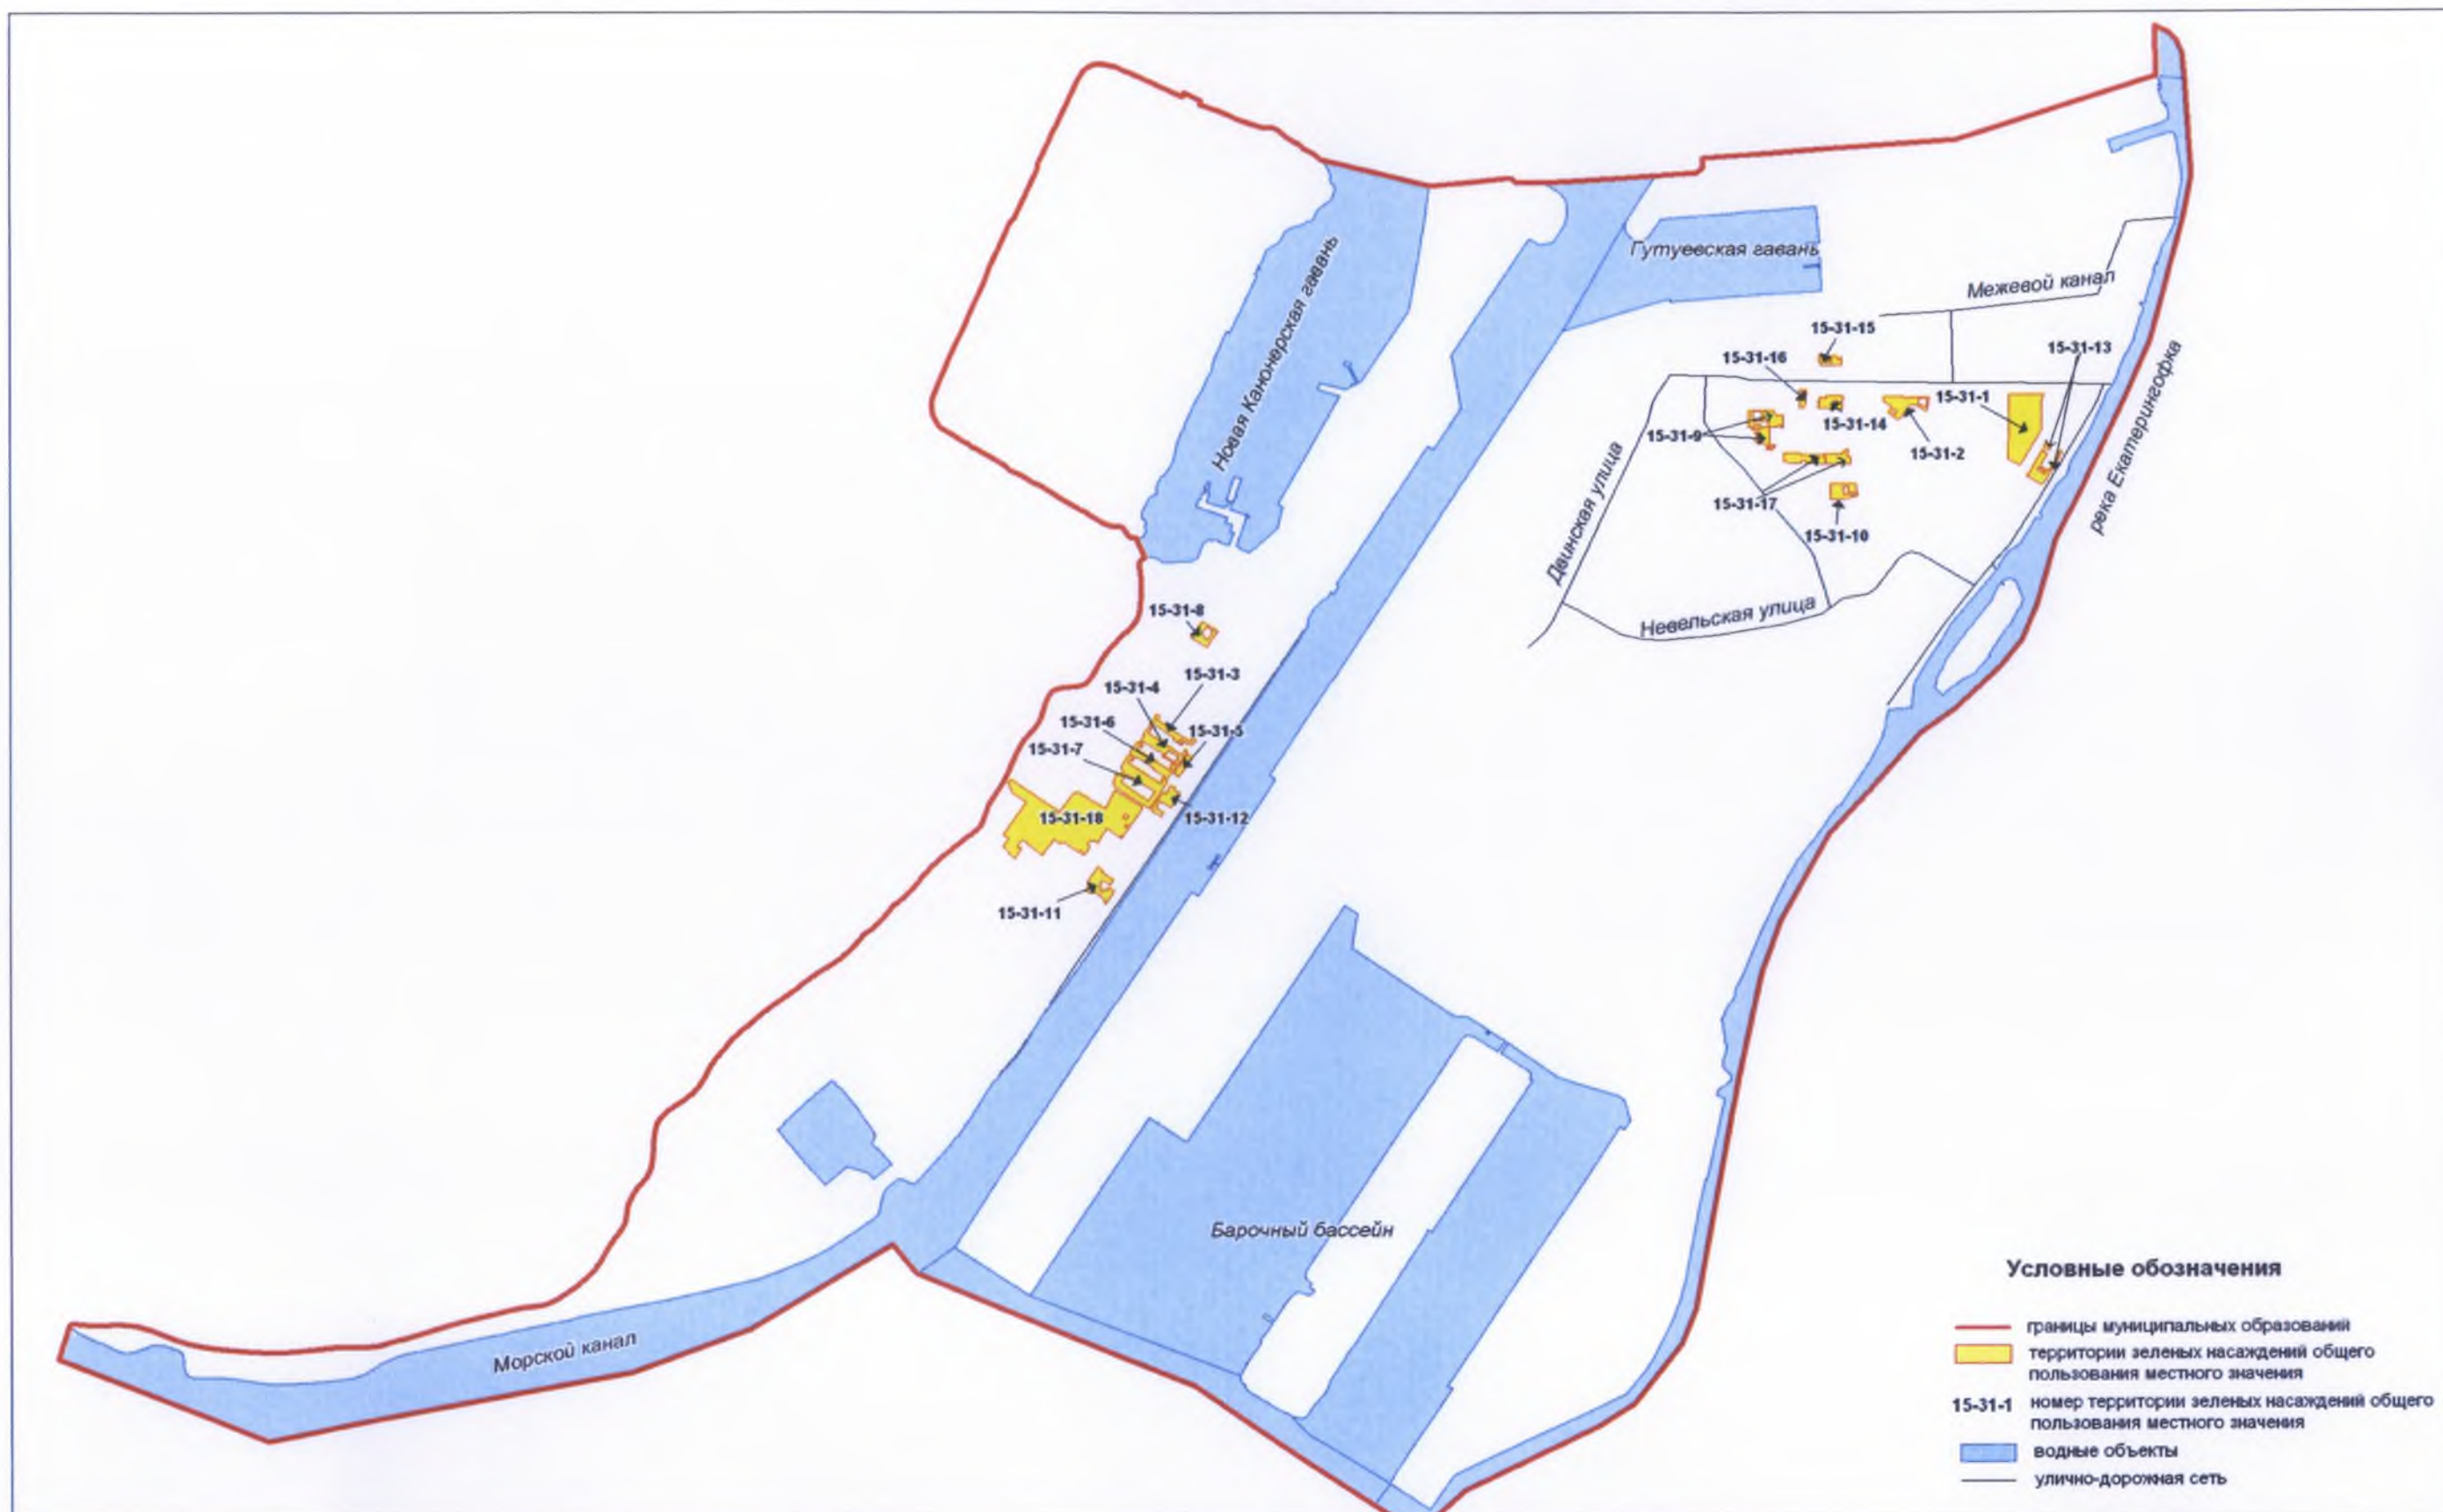 Гутуевская гавань
Новая Канонерская гавань
Межевой канал
15-31-15
15-31-16
15-31-13
15-31-1
15-31-14
15-31-9
15-31-2
15-31-17
15-31-10
река Екатерингофка
Двинская улица
Невельская улица
15-31-8
15-31-3
15-31-4
15-31-6
15-31-5
15-31-7
15-31-18
15-31-12
15-31-11
Барочный бассейн
Морской канал
Условные обозначения
границы муниципальных образований
территории зеленых насаждений общего
пользования местного значения
15-31-1 номер территории зеленых насаждений общего
пользования местного значения
водные объекты
улично-дорожная сеть